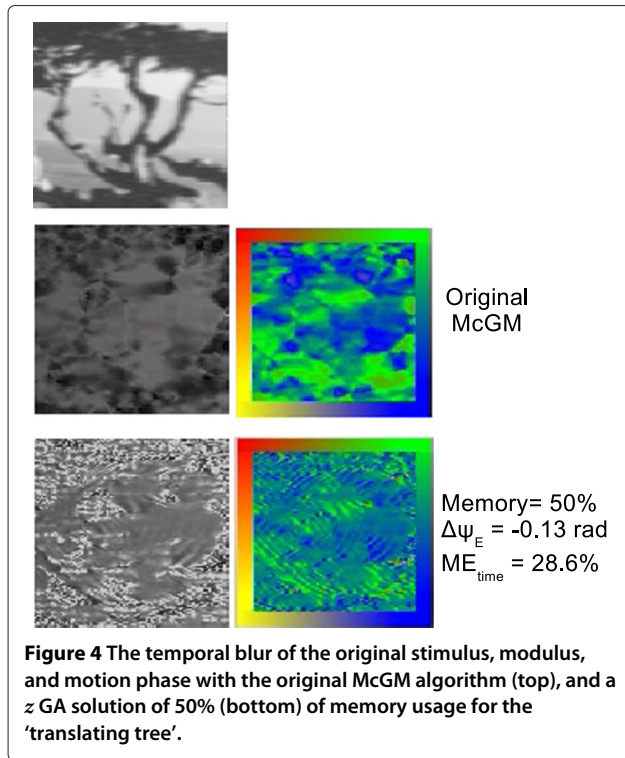 Original
McGM
Memory= 50%
Δψ_E = -0.13 rad
ME_time = 28.6%
Figure 4 The temporal blur of the original stimulus, modulus,
and motion phase with the original McGM algorithm (top), and a
z GA solution of 50% (bottom) of memory usage for the
‘translating tree’.